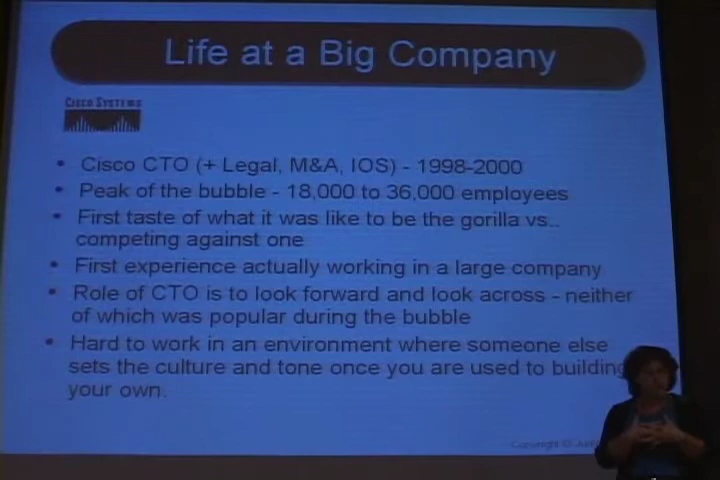 Life at a Big Company
CISCO SYSTEMS
• Cisco CTO (+ Legal, M&A, IOS) - 1998-2000
• Peak of the bubble - 18,000 to 36,000 employees
• First taste of what it was like to be the gorilla vs..
competing against one
• First experience actually working in a large company
• Role of CTO is to look forward and look across - neither
of which was popular during the bubble
• Hard to work in an environment where someone else
sets the culture and tone once you are used to building
your own.
Copyright ©